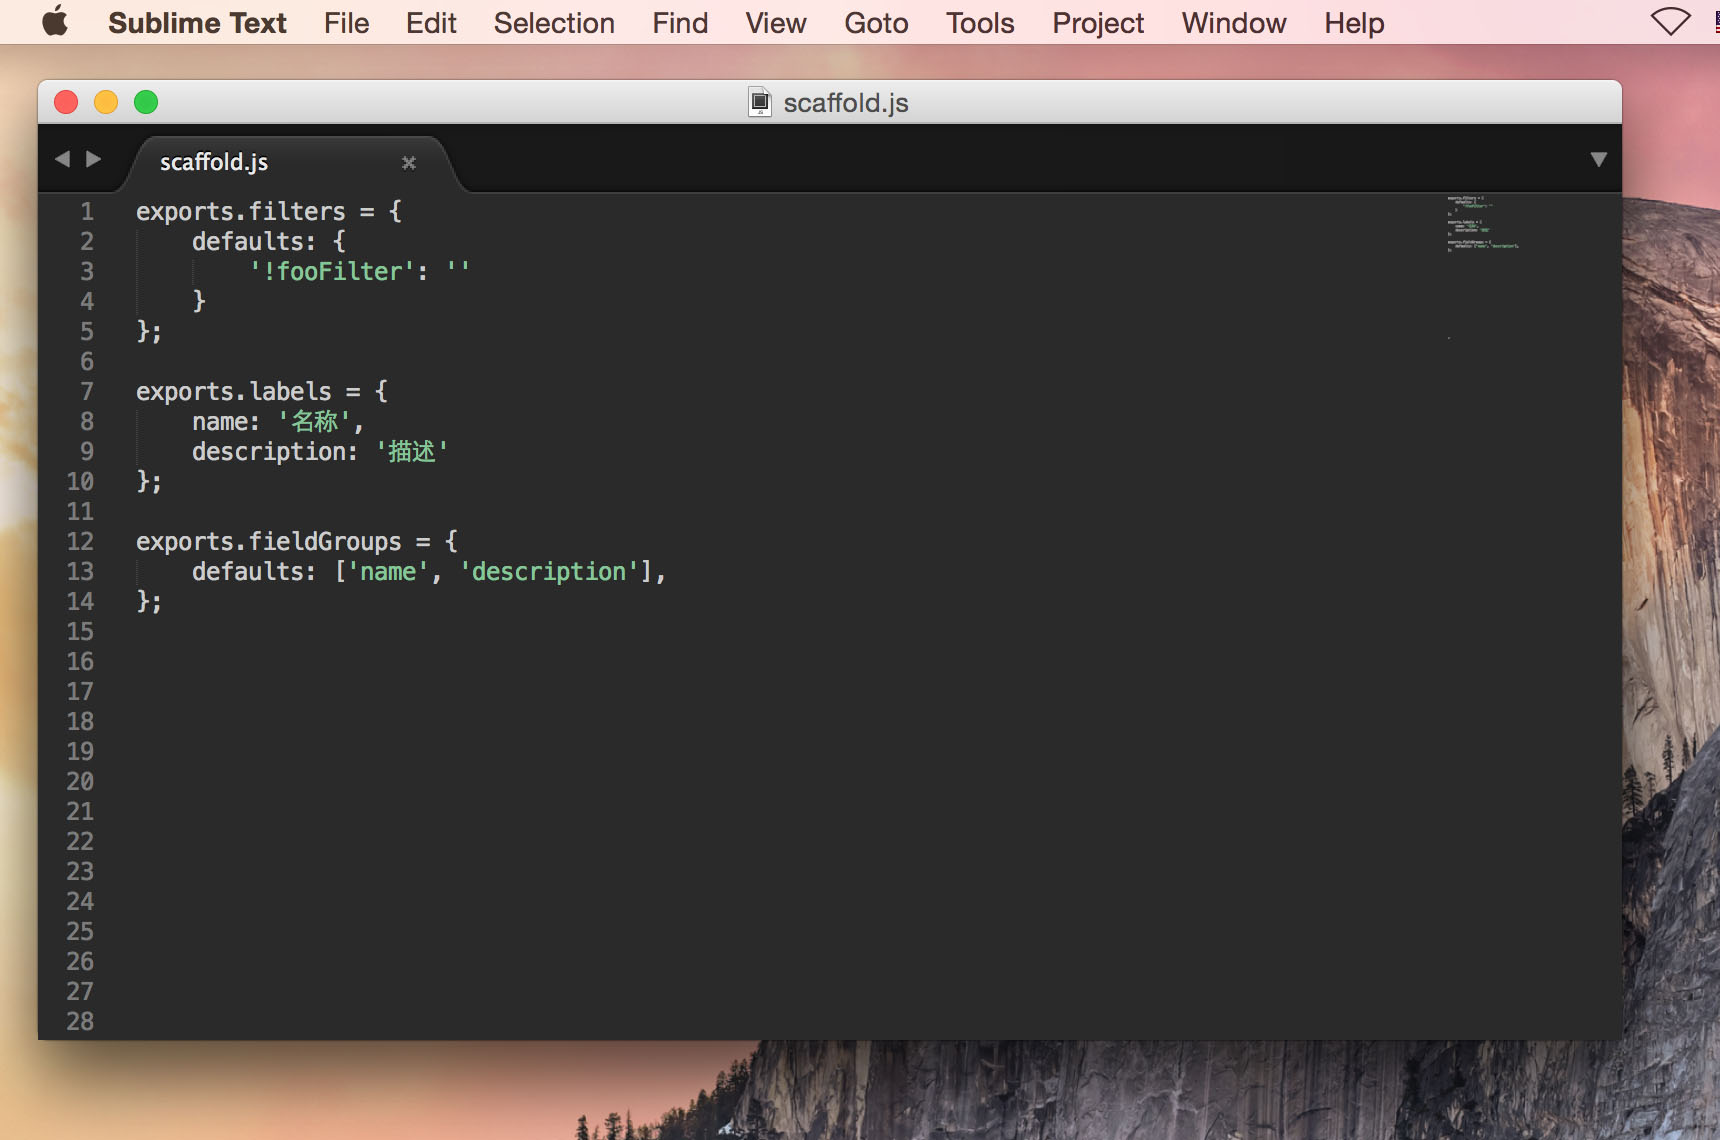 Sublime Text File Edit Selection Find View Goto Tools Project Window Help
scaffold.js
scaffold.js
1 exports.filters = {
2     defaults: {
3         '!fooFilter': ''
4     }
5 };
6
7 exports.labels = {
8     name: '名称',
9     description: '描述'
10 };
11
12 exports.fieldGroups = {
13     defaults: ['name', 'description'],
14 };
15
16
17
18
19
20
21
22
23
24
25
26
27
28